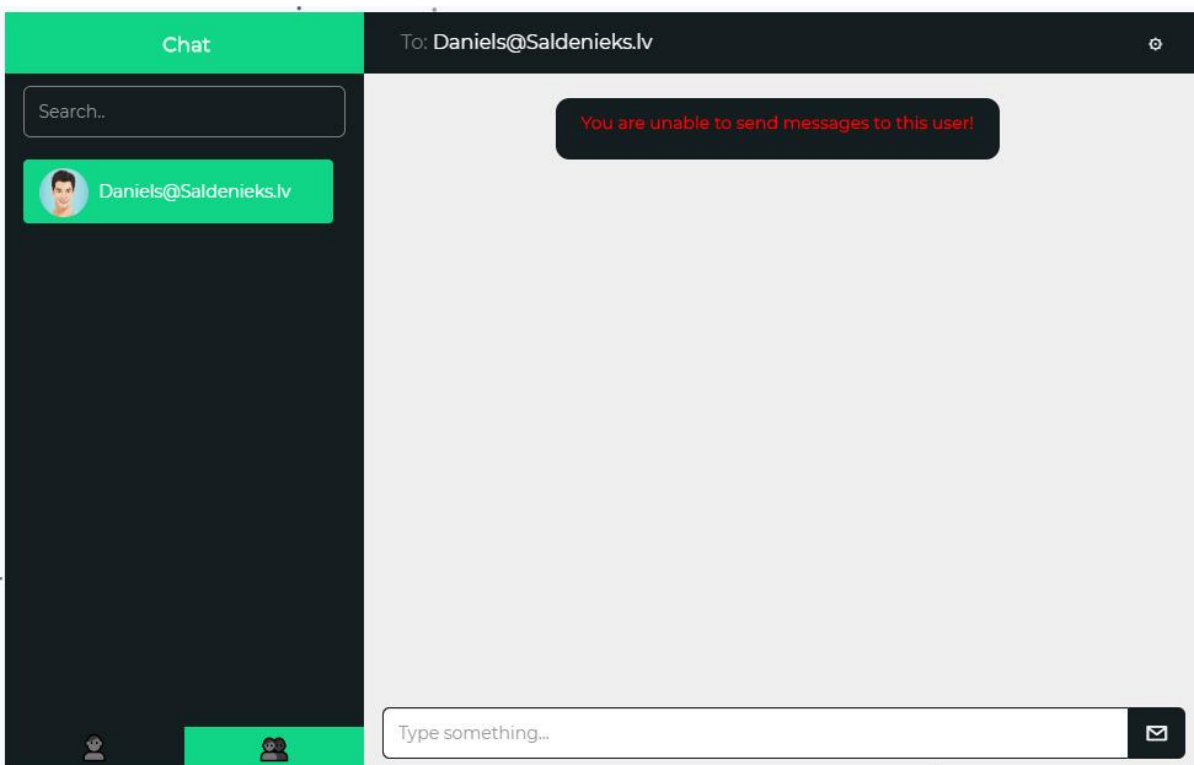 Chat
To: Daniels@Saldenieks.lv
Search..
You are unable to send messages to this user!
Daniels@Saldenieks.lv
Type something...